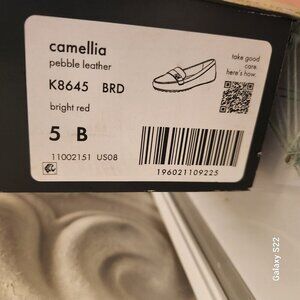 camellia
pebble leather
K8645 BRD
bright red
5 B
11002151 US08
take good
care.
here's how.
196021109225
Galaxy S22